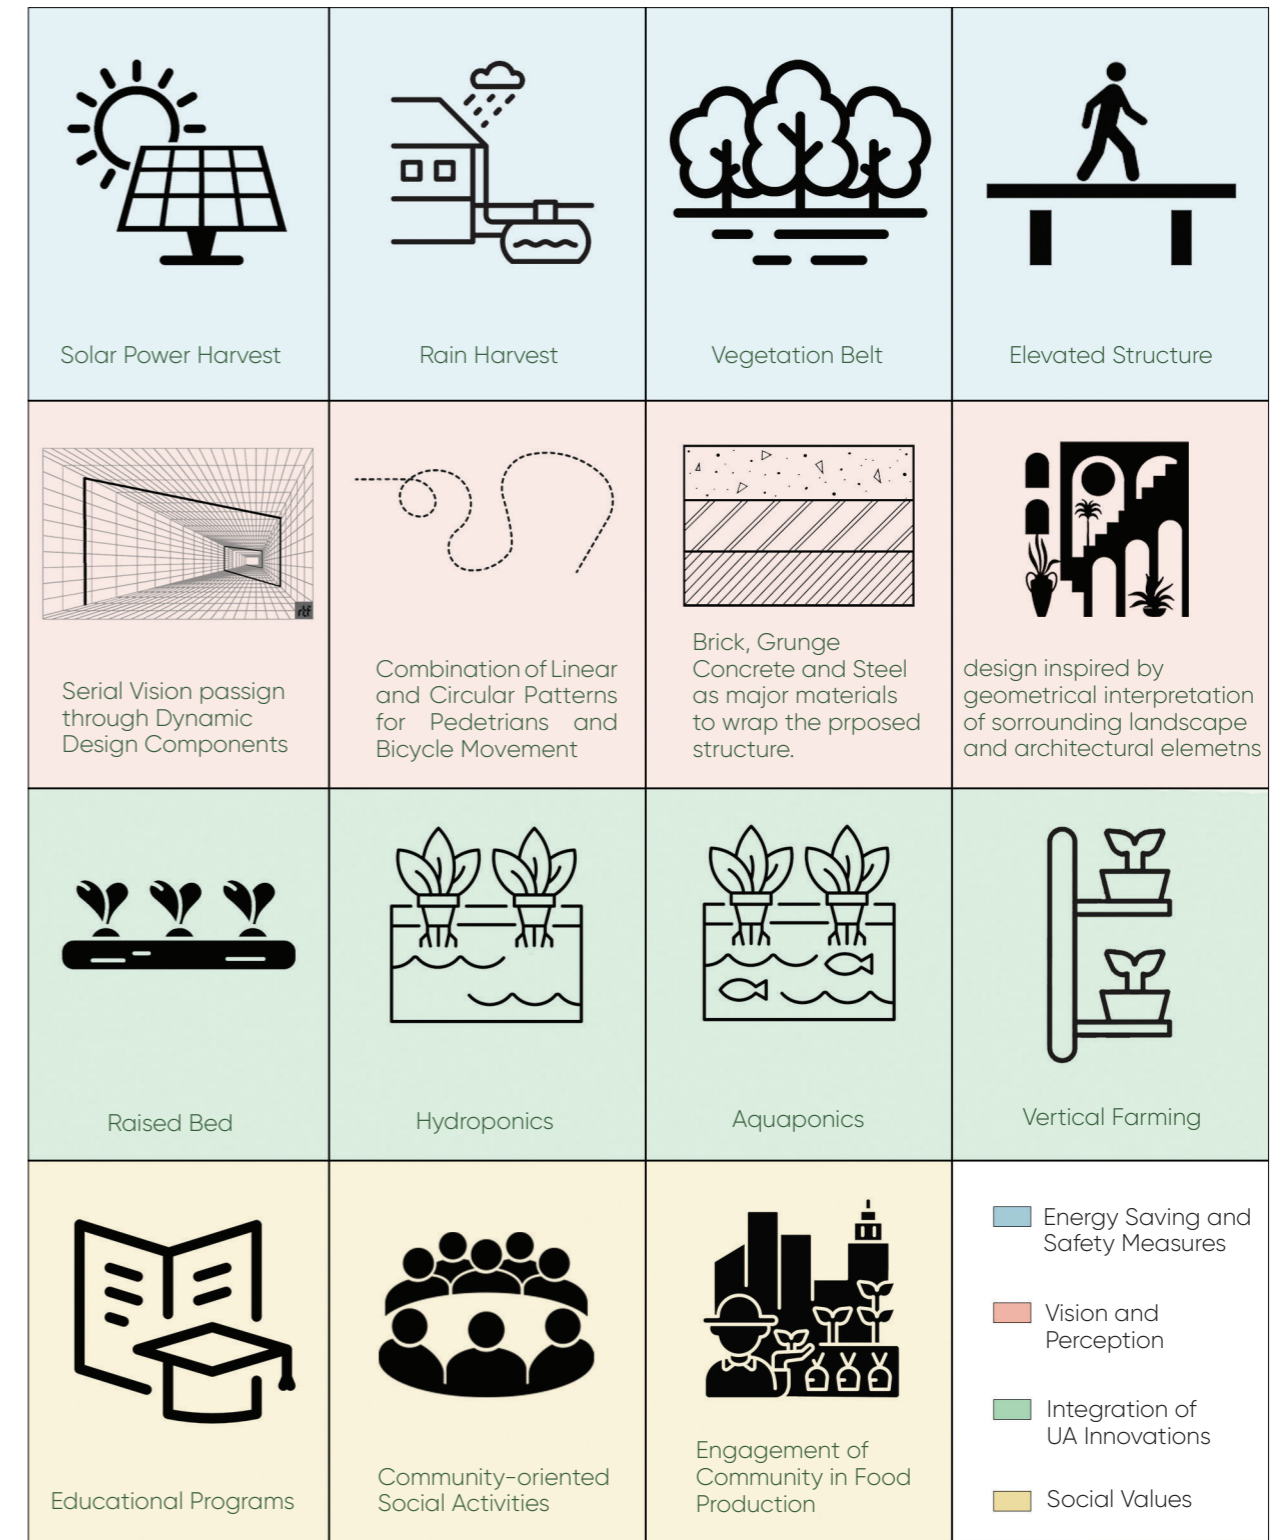 Solar Power Harvest
Rain Harvest
Vegetation Belt
Elevated Structure
Serial Vision passign
through Dynamic
Design Components
Combination of Linear
and Circular Patterns
for Pedetrians and
Bicycle Movement
Brick, Grunge
Concrete and Steel
as major materials
to wrap the prposed
structure.
design inspired by
geometrical interpretation
of sorrounding landscape
and architectural elemetns
Raised Bed
Hydroponics
Aquaponics
Vertical Farming
Educational Programs
Community-oriented
Social Activities
Engagement of
Community in Food
Production
Energy Saving and
Safety Measures
Vision and
Perception
Integration of
UA Innovations
Social Values